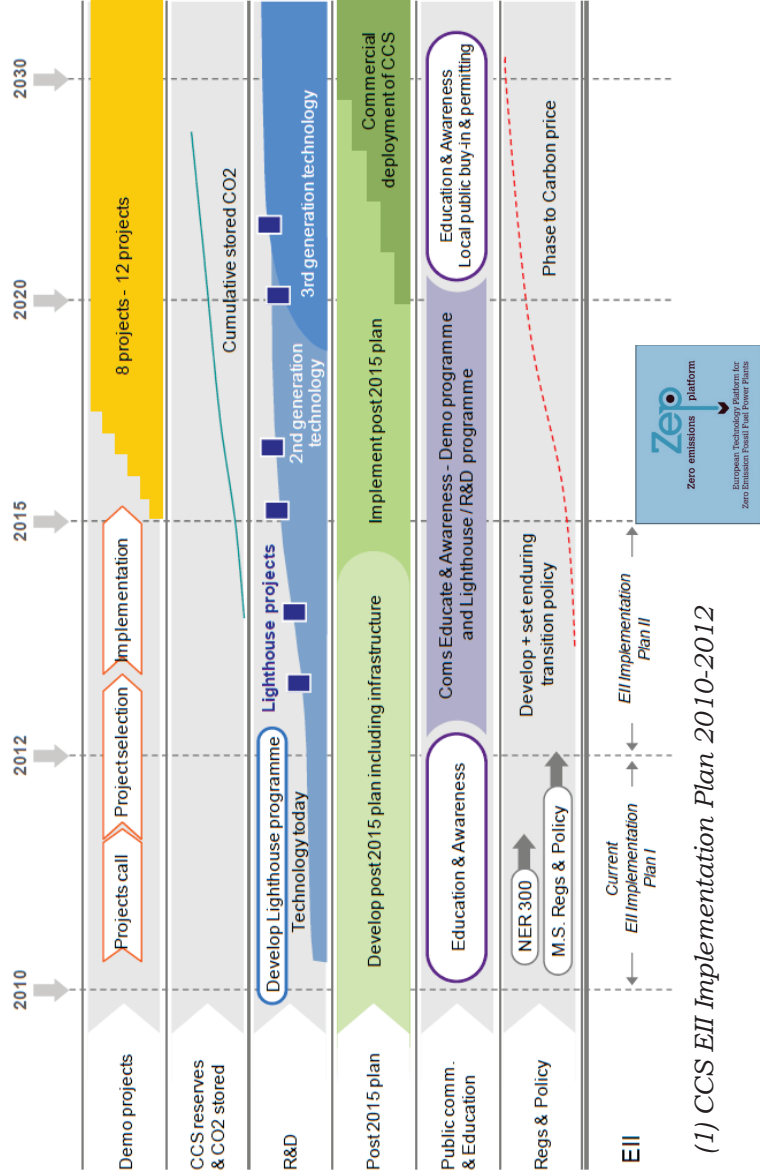 2010
2012
2015
2020
2030
Demo projects
Projects call
Project selection
Implementation
8 projects - 12 projects
CCS reserves
& CO2 stored
Cumulative stored CO2
R&D
Develop Lighthouse programme
Technology today
Lighthouse projects
2nd generation
technology
3rd generation technology
Post 2015 plan
Develop post 2015 plan including infrastructure
Implement post 2015 plan
Commercial
deployment of CCS
Public comm.
& Education
Education & Awareness
Coms Educate & Awareness - Demo programme
and Lighthouse / R&D programme
Education & Awareness
Local public buy-in & permitting
Regs & Policy
NER 300
M.S. Regs & Policy
Develop + set enduring
transition policy
Phase to Carbon price
EII
Current
EII Implementation
Plan I
EII Implementation
Plan II
Zep
Zero emissions platform
European Technology Platform for
Zero Emission Fossil Fuel Power Plants
(1) CCS EII Implementation Plan 2010-2012